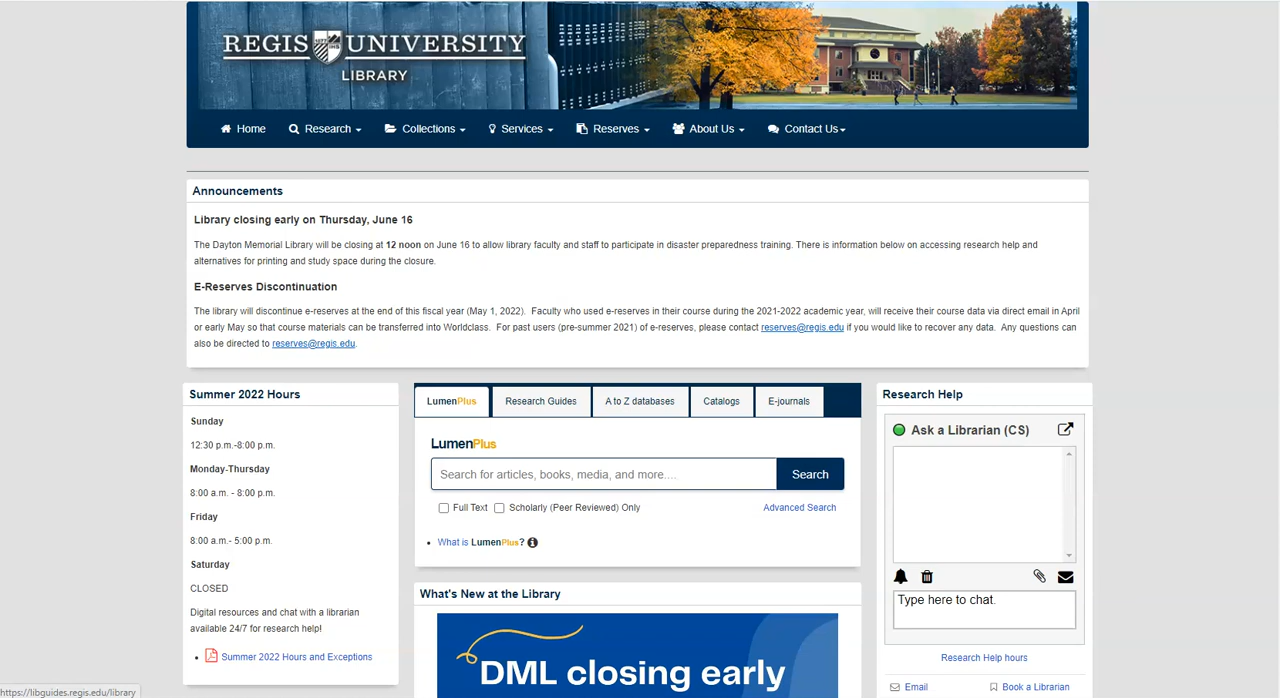 REGIS UNIVERSITY
LIBRARY
Home Research Collections Services Reserves About Us Contact Us
Announcements
Library closing early on Thursday, June 16
The Dayton Memorial Library will be closing at 12 noon on June 16 to allow library faculty and staff to participate in disaster preparedness training. There is information below on accessing research help and
alternatives for printing and study space during the closure.
E-Reserves Discontinuation
The library will discontinue e-reserves at the end of this fiscal year (May 1, 2022). Faculty who used e-reserves in their course during the 2021-2022 academic year, will receive their course data via direct email in April
or early May so that course materials can be transferred into Worldclass. For past users (pre-summer 2021) of e-reserves, please contact reserves@regis.edu if you would like to recover any data. Any questions can
also be directed to reserves@regis.edu.
Summer 2022 Hours
Sunday
12:30 p.m.-8:00 p.m.
Monday-Thursday
8:00 a.m. - 8:00 p.m.
Friday
8:00 a.m.- 5:00 p.m.
Saturday
CLOSED
Digital resources and chat with a librarian
available 24/7 for research help!
Summer 2022 Hours and Exceptions
LumenPlus Research Guides A to Z databases Catalogs E-journals
LumenPlus
Search for articles, books, media, and more.... Search
Full Text Scholarly (Peer Reviewed) Only Advanced Search
What is LumenPlus?
What's New at the Library
DML closing early
Research Help
Ask a Librarian (CS)
Type here to chat.
Research Help hours
Email Book a Librarian
https://libguides.regis.edu/library